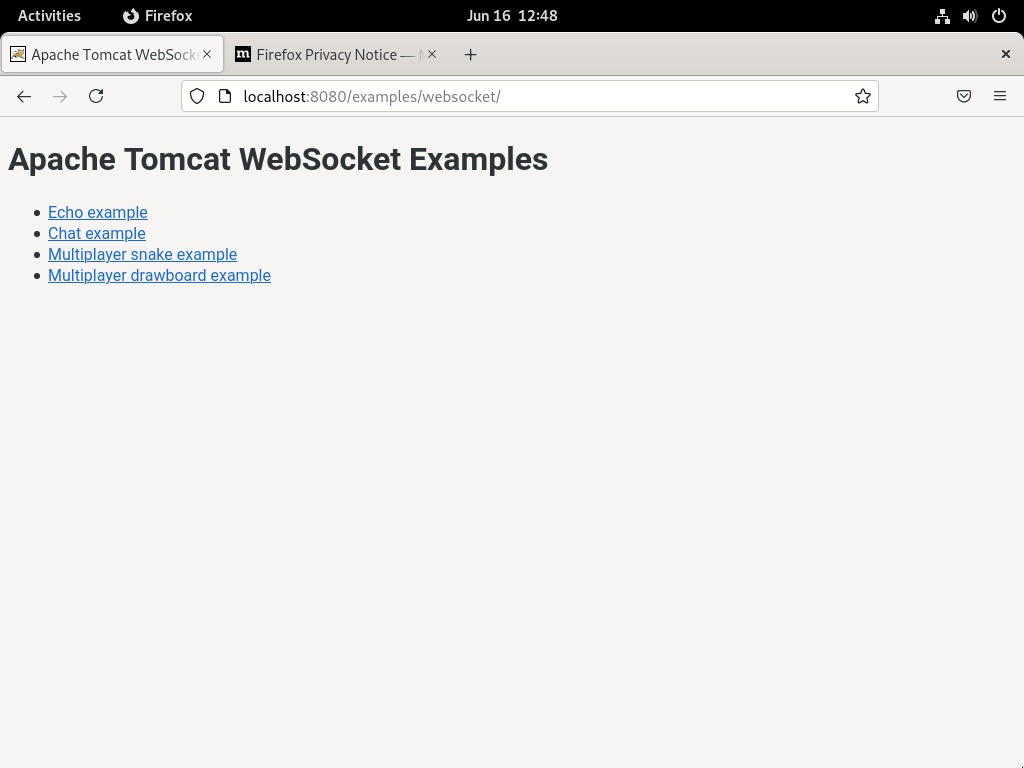 Activities Firefox Jun 16 12:48
Apache Tomcat WebSocke Firefox Privacy Notice —
localhost:8080/examples/websocket/
Apache Tomcat WebSocket Examples
• Echo example
• Chat example
• Multiplayer snake example
• Multiplayer drawboard example